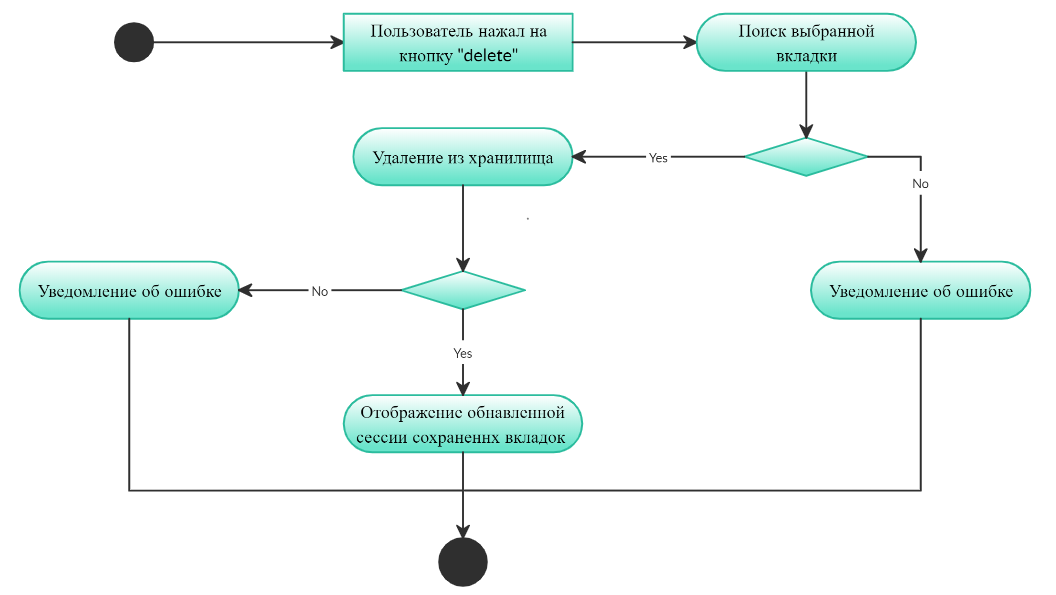 Пользователь нажал на
кнопку "delete"
Поиск выбранной
вкладки
Удаление из хранилища
Yes
No
Уведомление об ошибке
No
Уведомление об ошибке
Yes
Отображение обнавленной
сессии сохраненнх вкладок